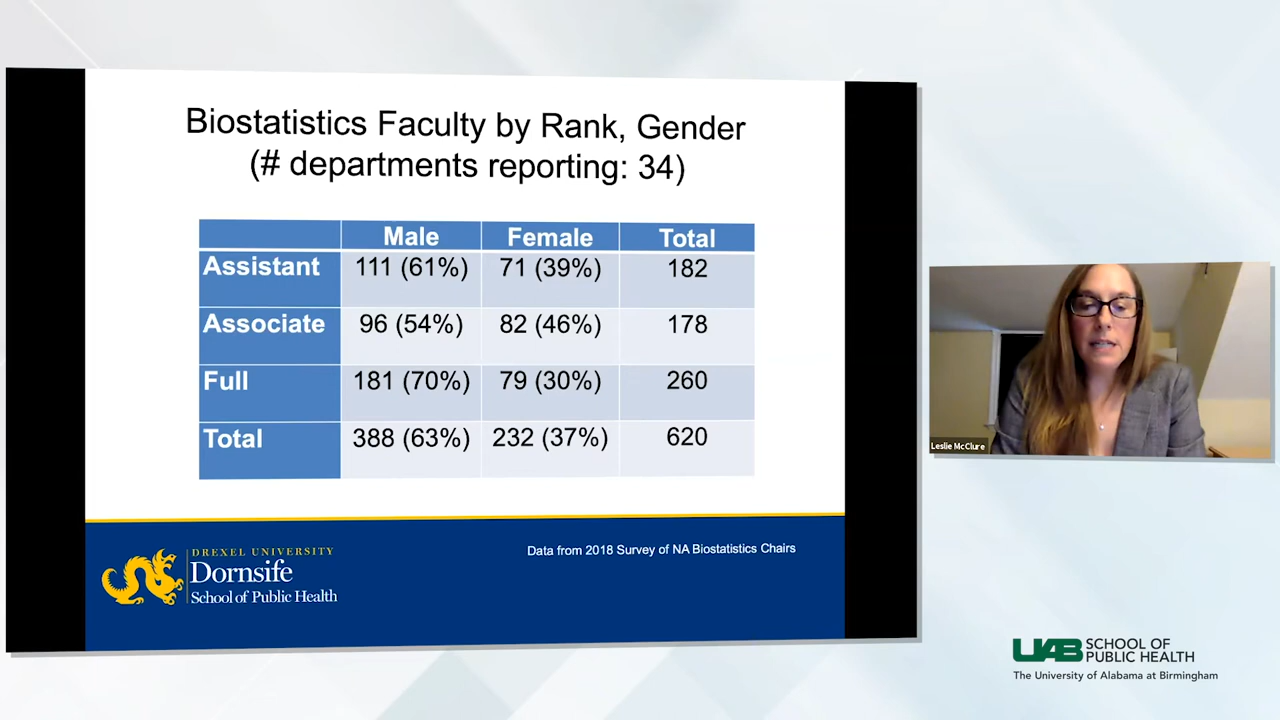 Biostatistics Faculty by Rank, Gender
(# departments reporting: 34)
Male Female Total
Assistant 111 (61%) 71 (39%) 182
Associate 96 (54%) 82 (46%) 178
Full 181 (70%) 79 (30%) 260
Total 388 (63%) 232 (37%) 620
DREXEL UNIVERSITY
Dornsife
School of Public Health
Data from 2018 Survey of NA Biostatistics Chairs
Leslie McClure
UAB SCHOOL OF
PUBLIC HEALTH
The University of Alabama at Birmingham